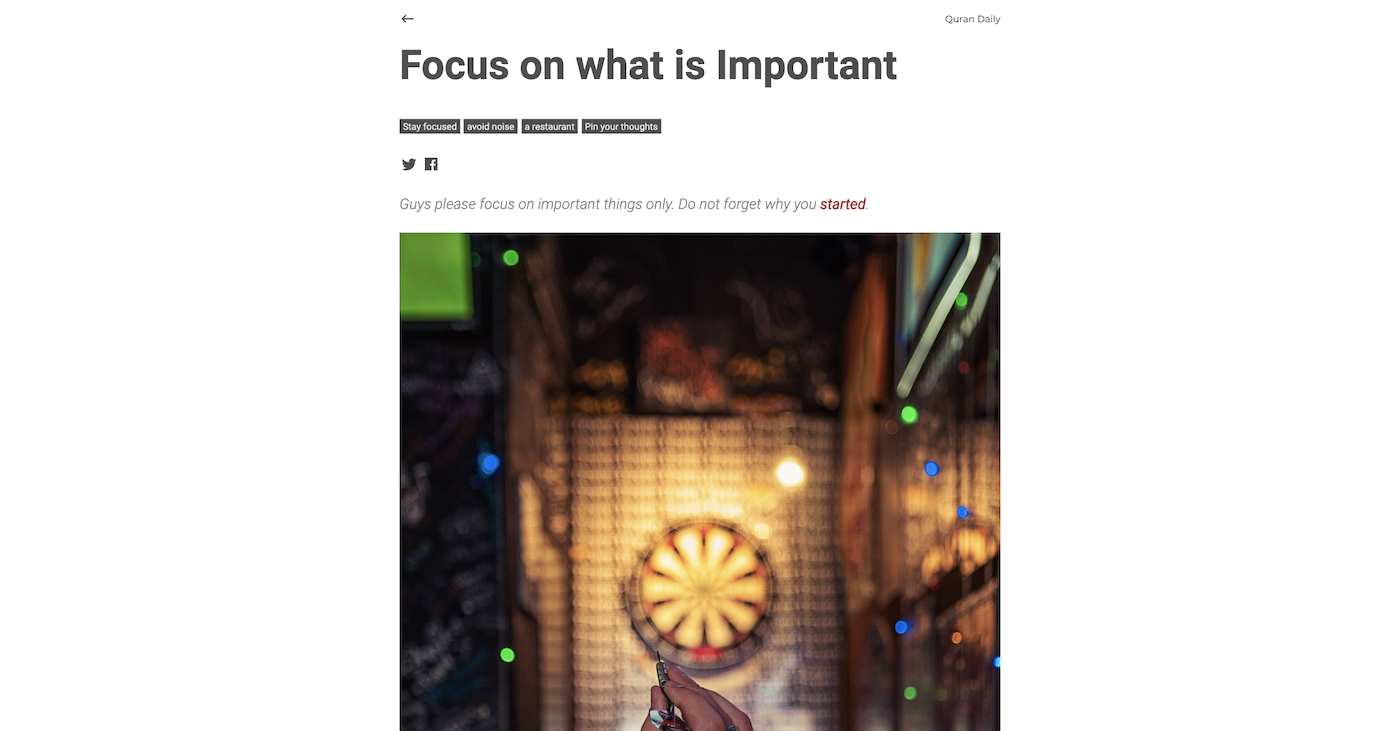 Quran Daily
Focus on what is Important
Stay focused avoid noise a restaurant Pin your thoughts
Guys please focus on important things only. Do not forget why you started.